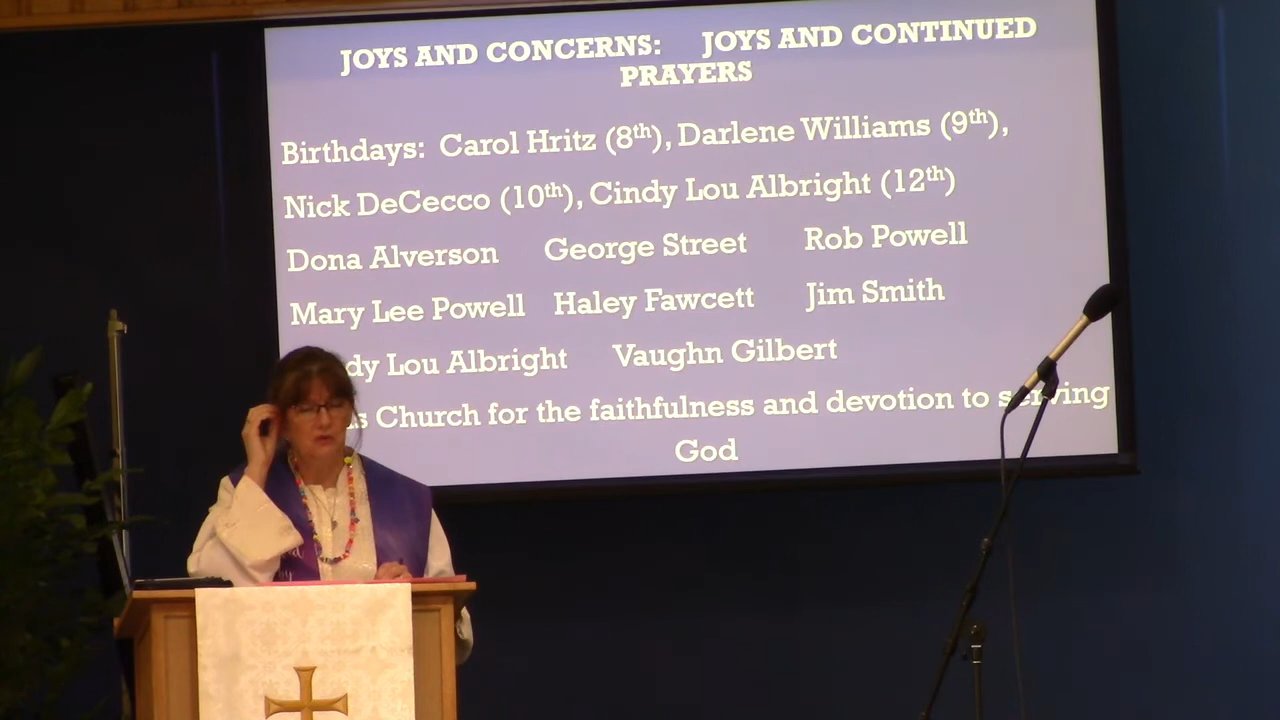 JOYS AND CONCERNS: JOYS AND CONTINUED
PRAYERS
Birthdays: Carol Hritz (8th), Darlene Williams (9th),
Nick DeCecco (10th), Cindy Lou Albright (12th)
Dona Alverson George Street Rob Powell
Mary Lee Powell Haley Fawcett Jim Smith
dy Lou Albright Vaughn Gilbert
s Church for the faithfulness and devotion to serving
God